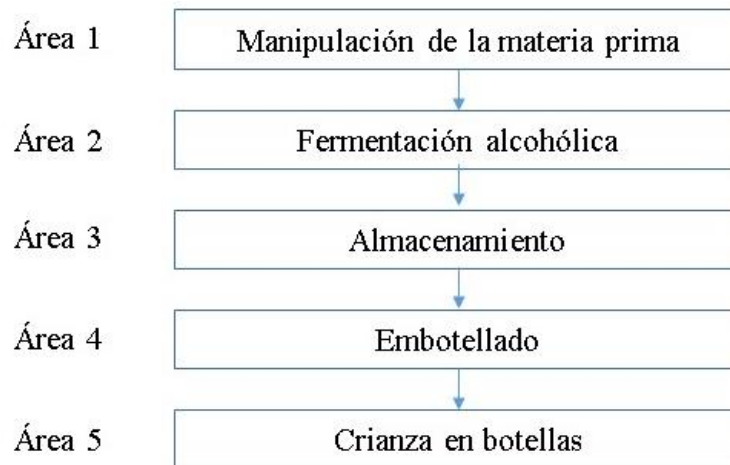 Área 1 Manipulación de la materia prima
Área 2 Fermentación alcohólica
Área 3 Almacenamiento
Área 4 Embotellado
Área 5 Crianza en botellas